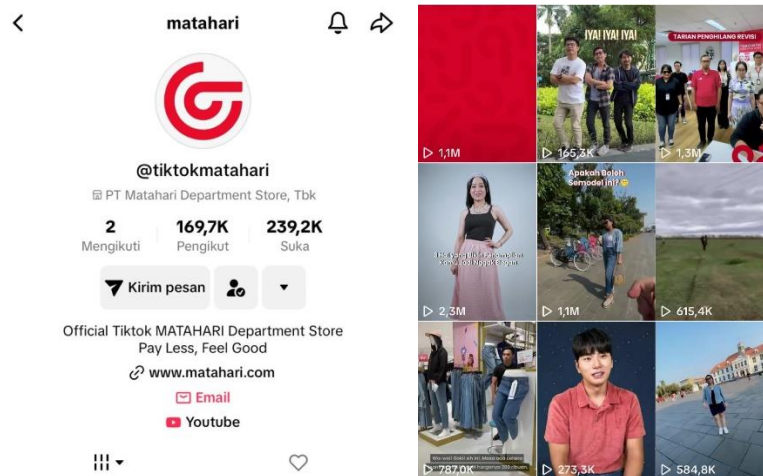 matahari
@tiktokmatahari
PT Matahari Department Store, Tbk
2
169,7K
239,2K
Mengikuti
Pengikut
Suka
Kirim pesan
Official Tiktok MATAHARI Department Store
Pay Less, Feel Good
www.matahari.com
Email
Youtube
1,1M
IYA! IYA! IYA!
165,3K
TARIAN PENGHILANG REVISI
1,3M
2,3M
Apakah Boleh
Semodel ini?
1,1M
615,4K
787,0K
273,3K
584,8K